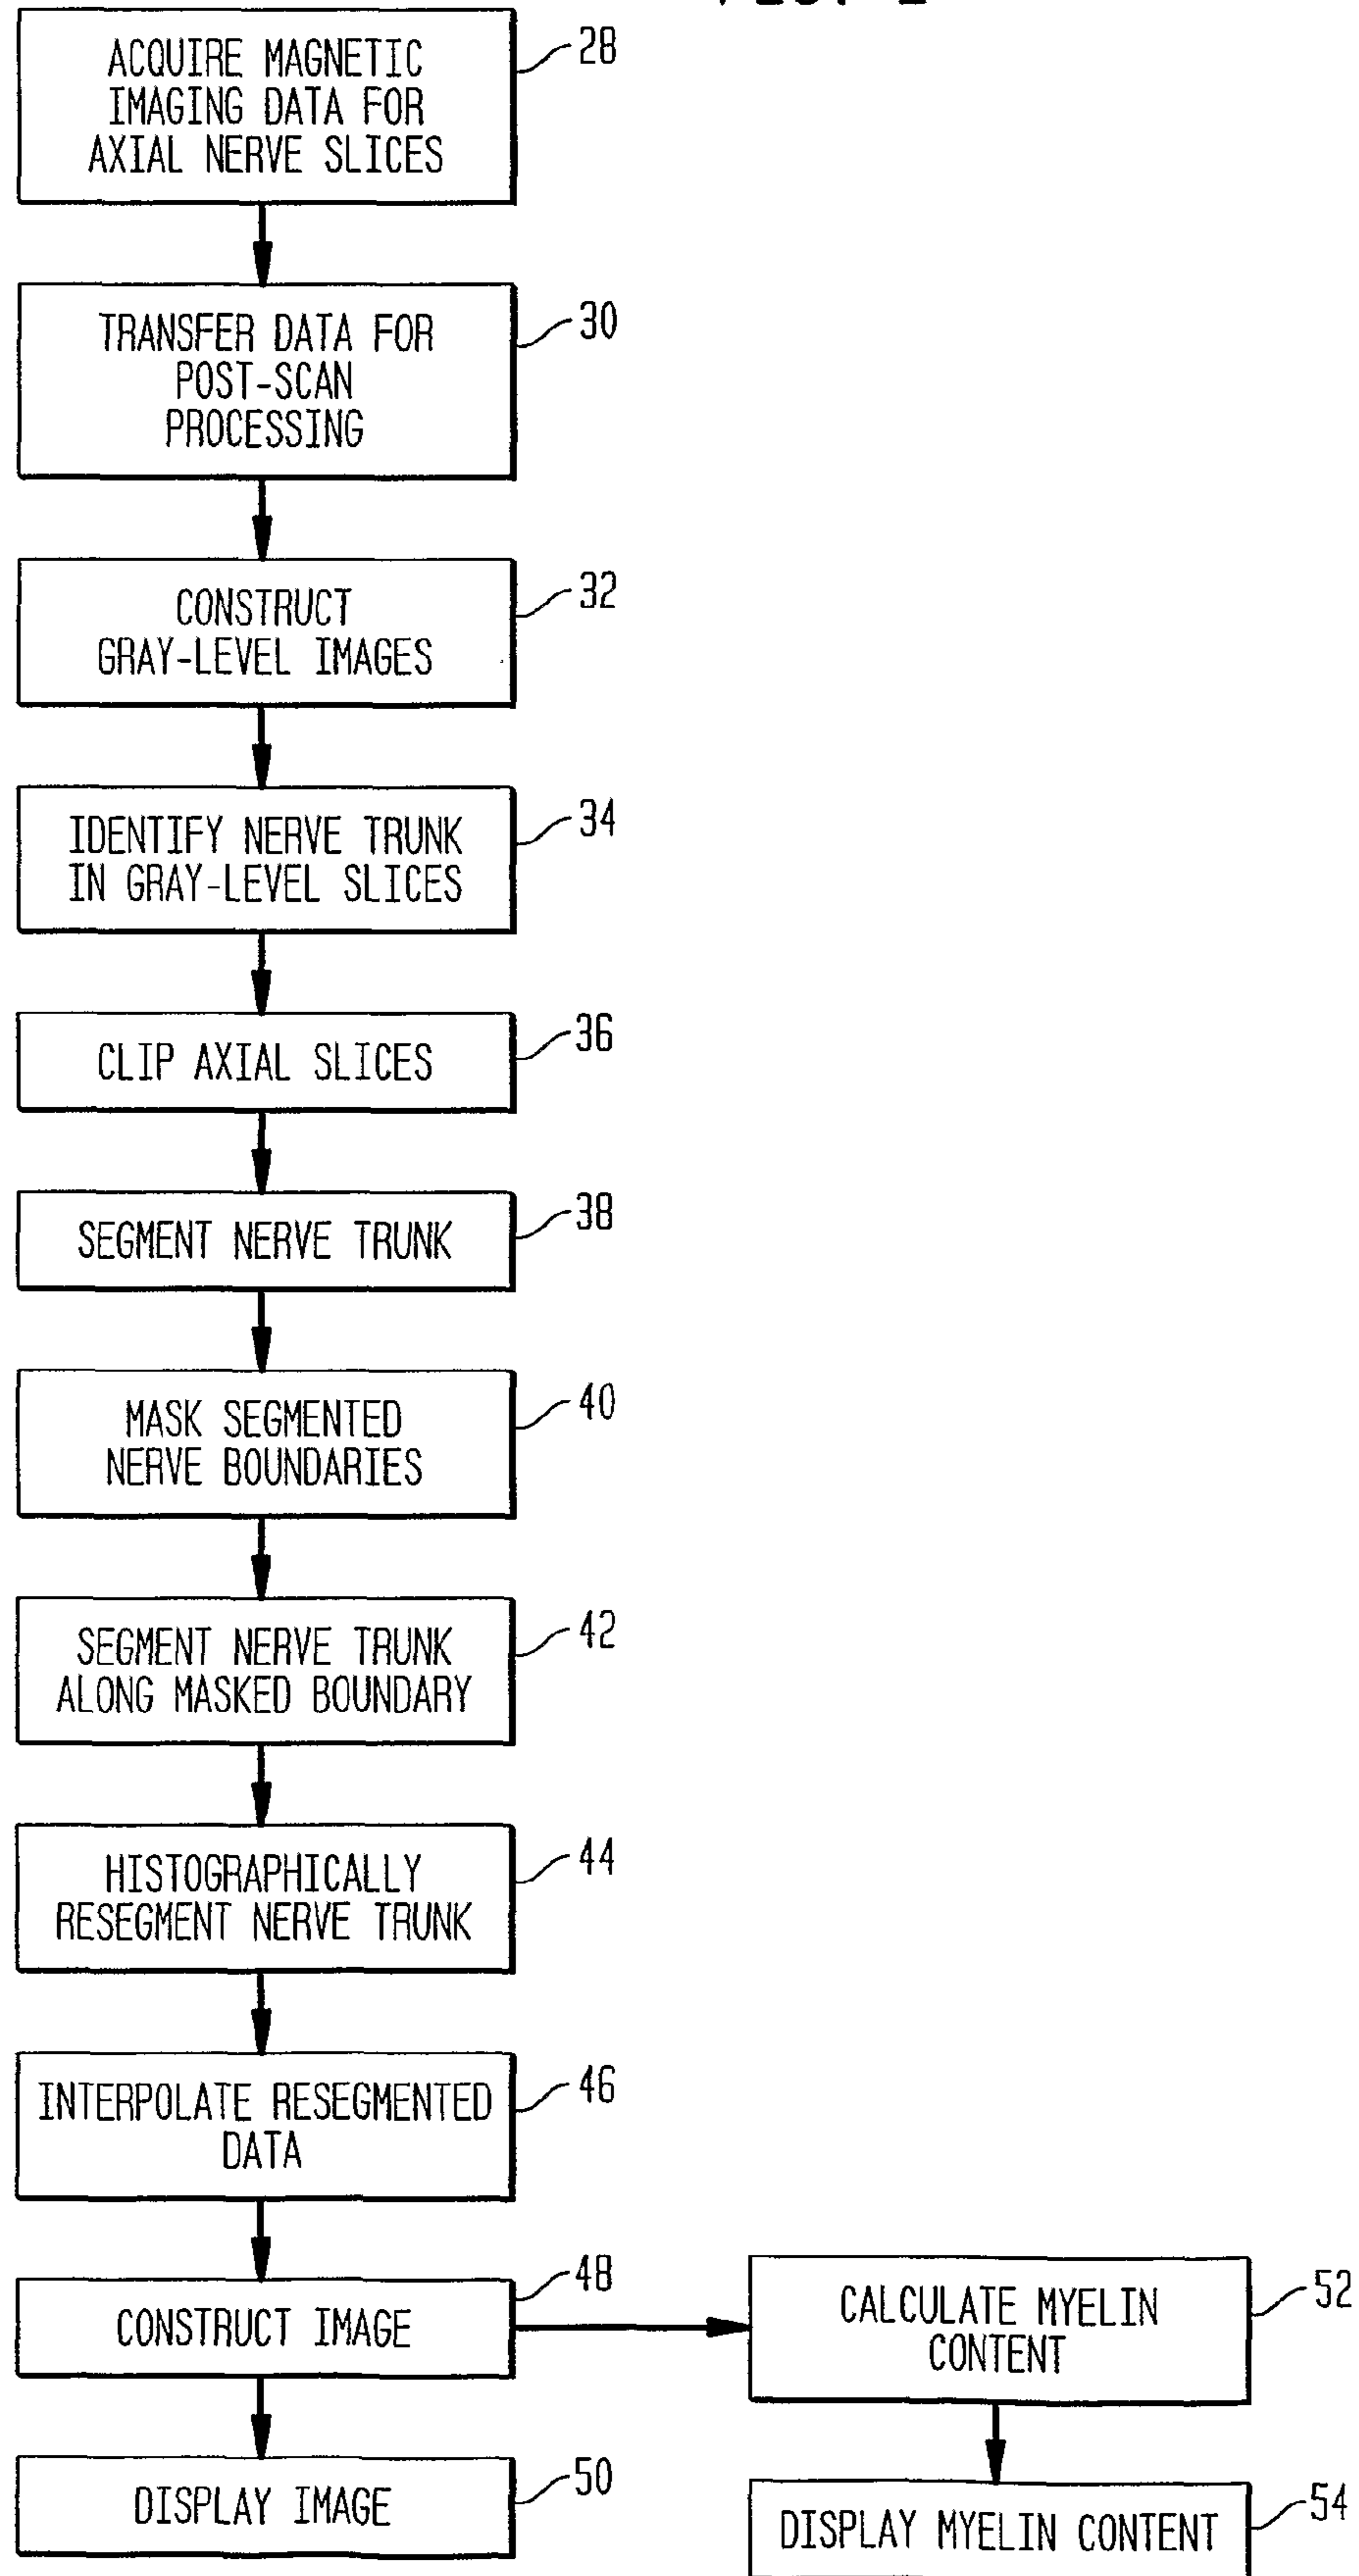 ACQUIRE MAGNETIC
IMAGING DATA FOR
AXIAL NERVE SLICES
28
TRANSFER DATA FOR
POST-SCAN
PROCESSING
30
CONSTRUCT
GRAY-LEVEL IMAGES
32
IDENTIFY NERVE TRUNK
IN GRAY-LEVEL SLICES
34
CLIP AXIAL SLICES
36
SEGMENT NERVE TRUNK
38
MASK SEGMENTED
NERVE BOUNDARIES
40
SEGMENT NERVE TRUNK
ALONG MASKED BOUNDARY
42
HISTOGRAPHICALLY
RESEGMENT NERVE TRUNK
44
INTERPOLATE RESEGMENTED
DATA
46
CONSTRUCT IMAGE
48
CALCULATE MYELIN
CONTENT
52
DISPLAY IMAGE
50
DISPLAY MYELIN CONTENT
54